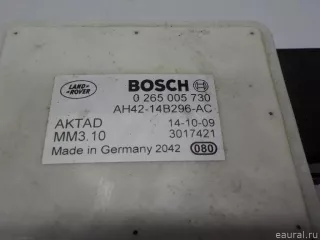 LAND ROVER
BOSCH
0 265 005 730
AH42-14B296-AC
AKTAD 14-10-09
MM3.10 3017421
Made in Germany 2042 080
eaural.ru